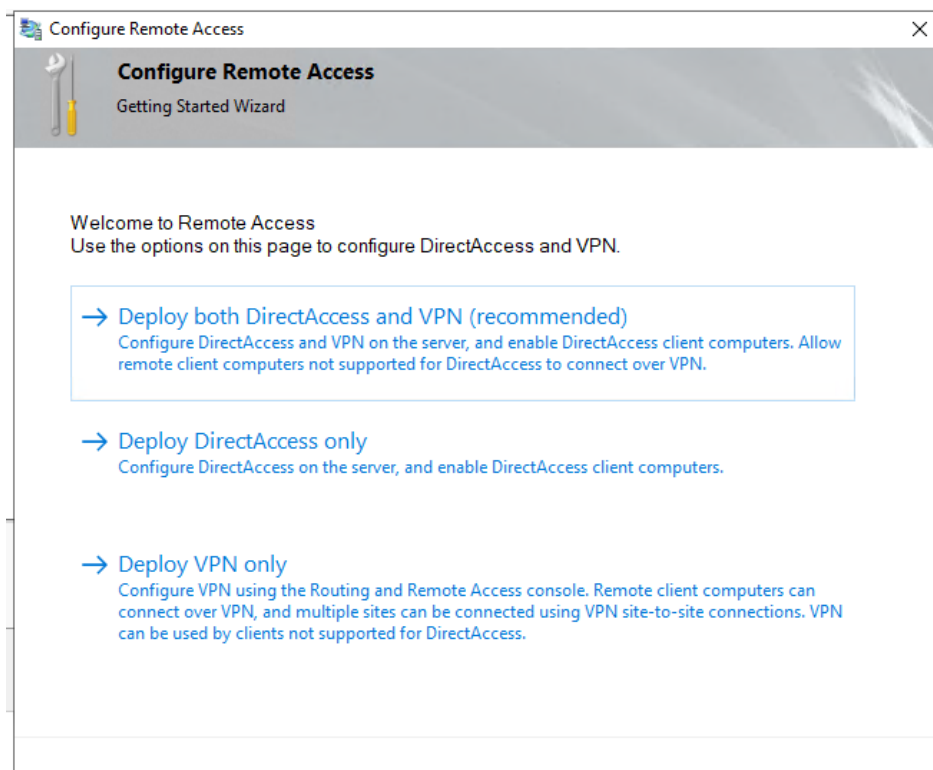 Configure Remote Access
Configure Remote Access
Getting Started Wizard
Welcome to Remote Access
Use the options on this page to configure DirectAccess and VPN.
Deploy both DirectAccess and VPN (recommended)
Configure DirectAccess and VPN on the server, and enable DirectAccess client computers. Allow
remote client computers not supported for DirectAccess to connect over VPN.
Deploy DirectAccess only
Configure DirectAccess on the server, and enable DirectAccess client computers.
Deploy VPN only
Configure VPN using the Routing and Remote Access console. Remote client computers can
connect over VPN, and multiple sites can be connected using VPN site-to-site connections. VPN
can be used by clients not supported for DirectAccess.